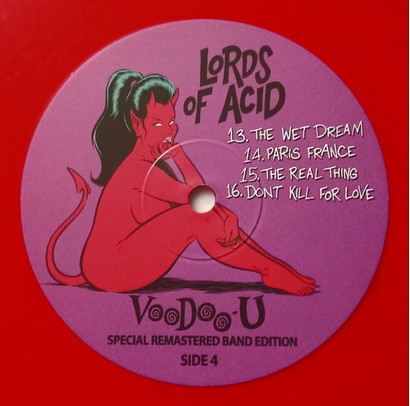 LORDS
OF ACID
13. THE WET DREAM
14. PARIS FRANCE
15. THE REAL THING
16. DONT KILL FOR LOVE
VOODOO-U
SPECIAL REMASTERED BAND EDITION
SIDE 4